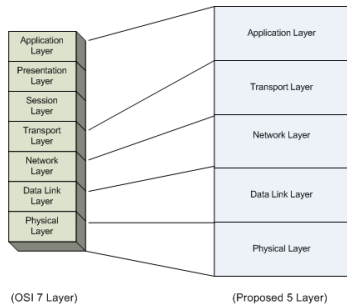 Application
Layer
Presentation
Layer
Session
Layer
Transport
Layer
Network
Layer
Data Link
Layer
Physical
Layer
(OSI 7 Layer)
Application Layer
Transport Layer
Network Layer
Data Link Layer
Physical Layer
(Proposed 5 Layer)